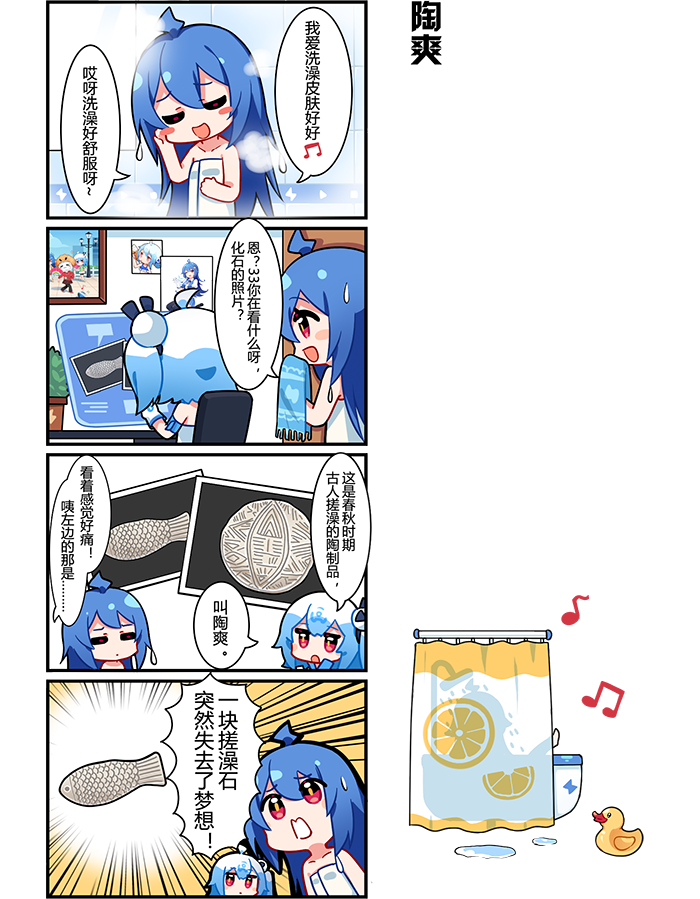 陶爽
我爱洗澡皮肤好好
哎呀洗澡好舒服呀~
恩？33你在看什么呀，
化石的照片？
这是春秋时期
古人搓澡的陶制品，
叫陶爽。
看着感觉好痛！
咦左边的那是……
一块搓澡石
突然失去了梦想！